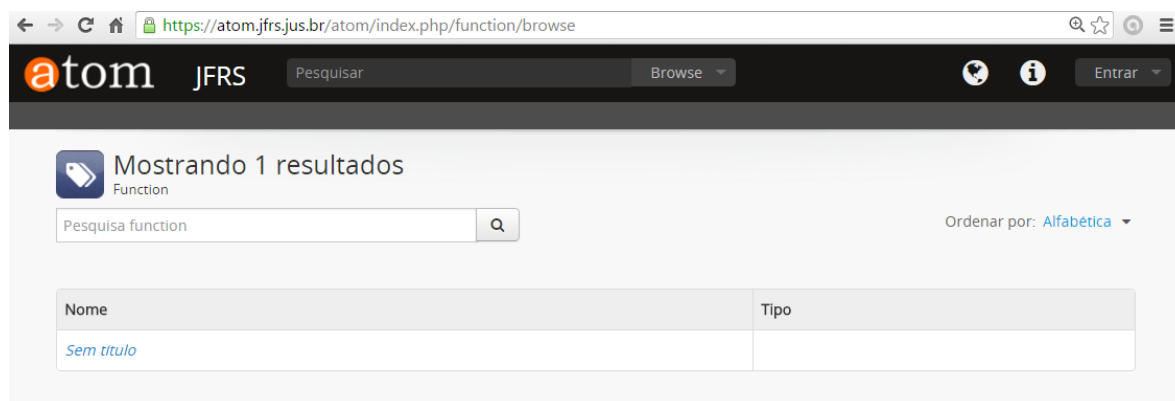 https://atom.jfrs.jus.br/atom/index.php/function/browse
atom JFRS Pesquisar Browse Entrar
Mostrando 1 resultados
Function
Pesquisa function
Ordenar por: Alfabética
Nome Tipo
Sem título